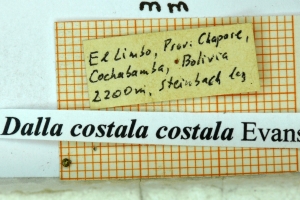 mm
El Limbo, Prov. Chapare,
Cochabamba, Bolivia
2200m, Steinbach leg.
Dalla costala costala Evans